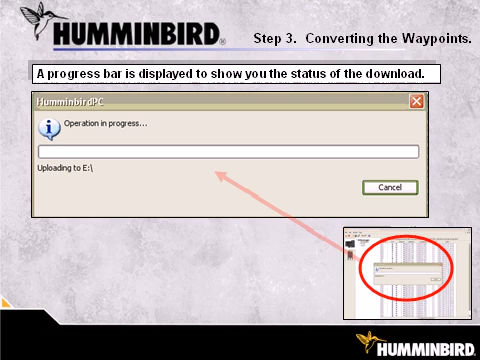 HUMMINBIRD®
Step 3. Converting the Waypoints.
A progress bar is displayed to show you the status of the download.
HumminbirdPC
Operation in progress...
Uploading to E:\
Cancel
HUMMINBIRD